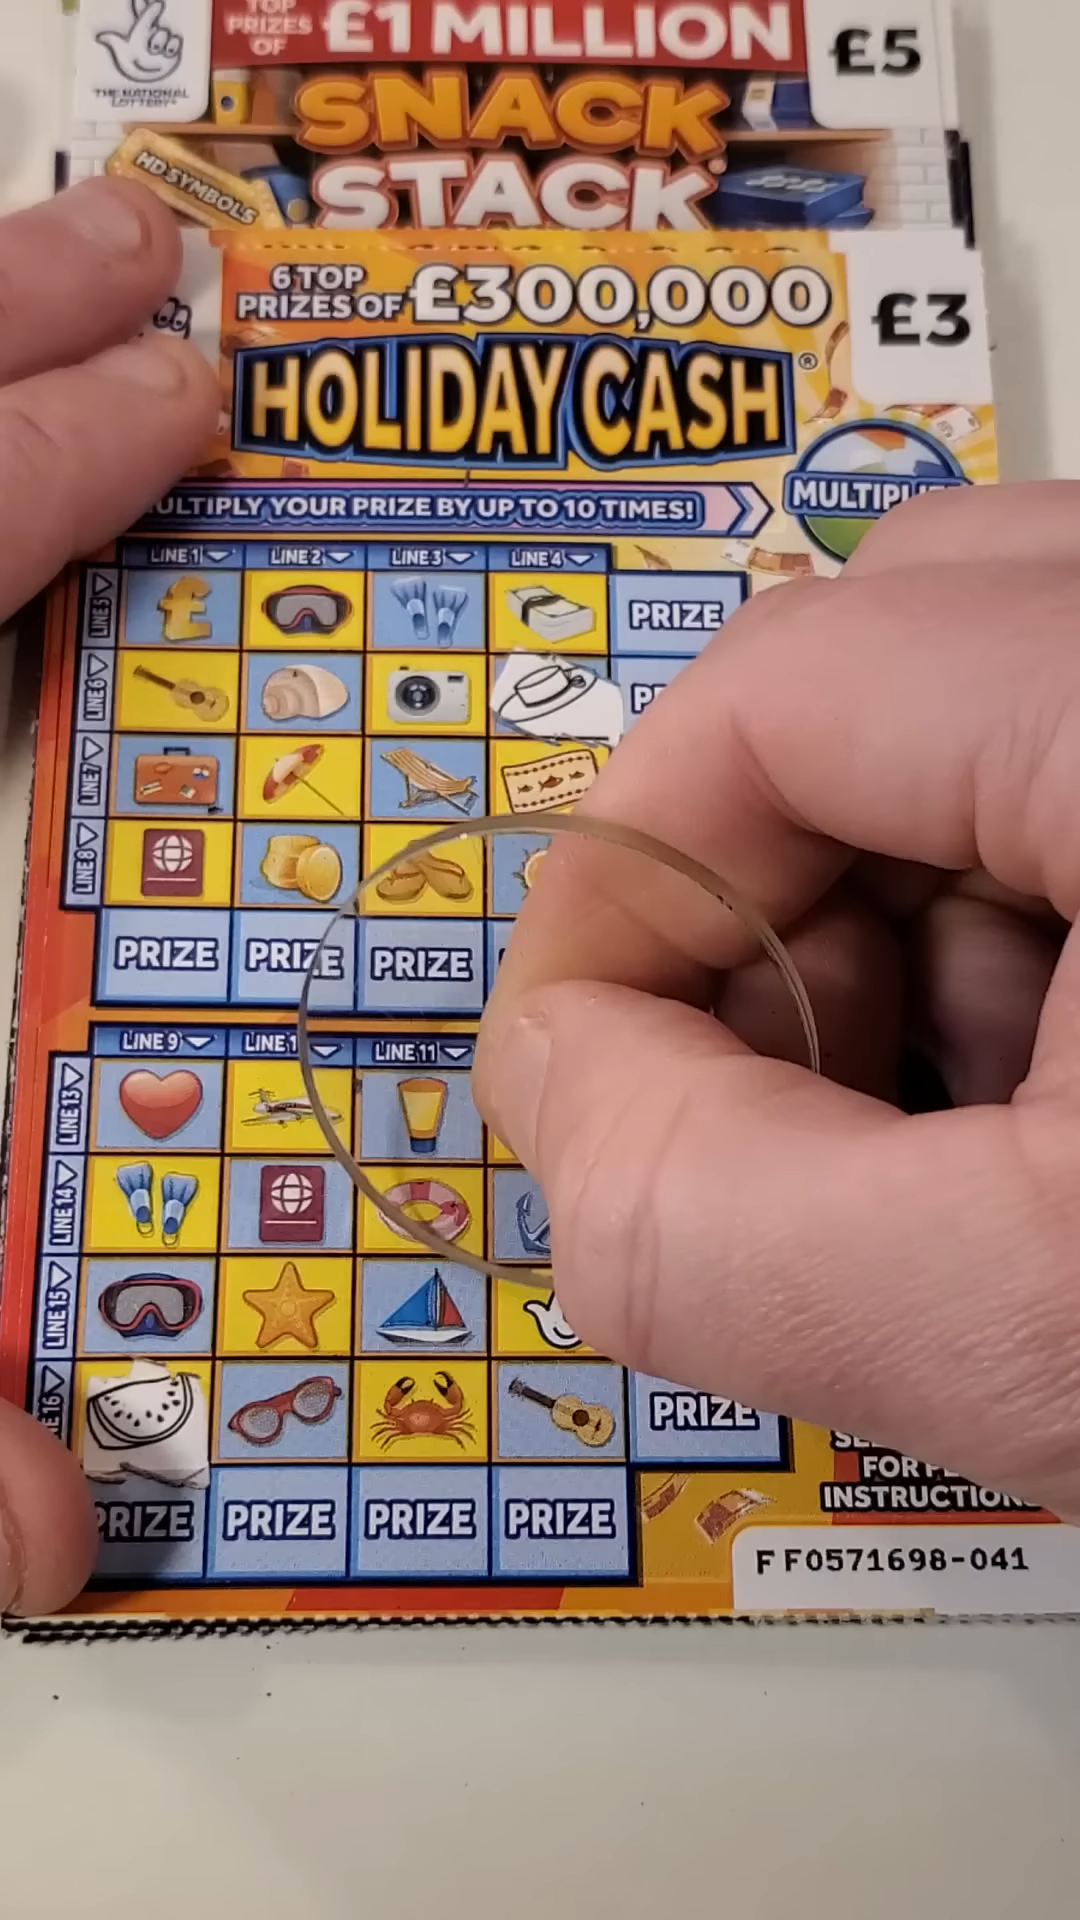 TOP
PRIZES
OF
£1 MILLION
£5
THE NATIONAL
LOTTERY®
SNACK
STACK®
HD SYMBOLS
6 TOP
PRIZES OF
£300,000
£3
HOLIDAY CASH®
ULTIPLY YOUR PRIZE BY UP TO 10 TIMES!
LINE 1
LINE 2
LINE 3
LINE 4
LINE 5
£
PRIZE
LINE 6
LINE 7
LINE 8
PRIZE
PRIZE
PRIZE
LINE 9
LINE 11
LINE 13
LINE 14
LINE 15
16
PRIZE
PRIZE
PRIZE
PRIZE
PRIZE
INSTRUCTIONS
F F0571698-041